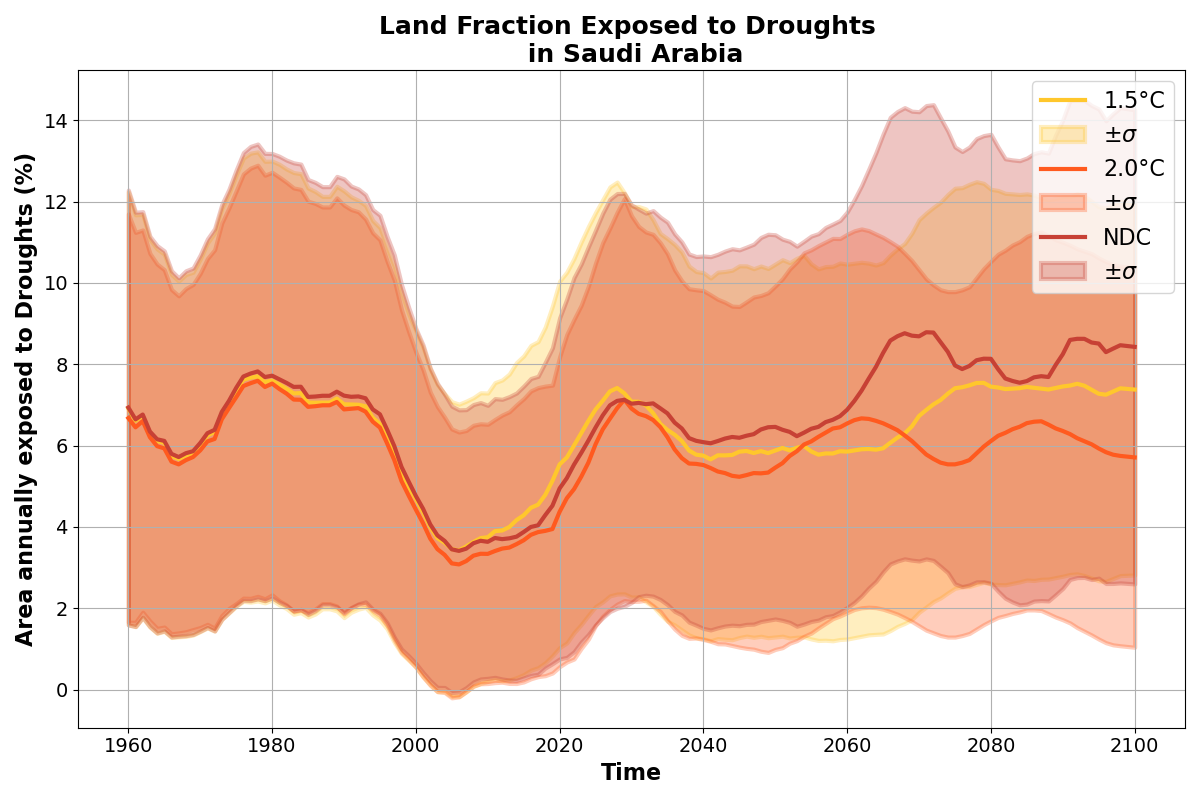 Land Fraction Exposed to Droughts
in Saudi Arabia
Area annually exposed to Droughts (%)
14
12
10
8
6
4
2
0
1960
1980
2000
2020
2040
2060
2080
2100
Time
1.5°C
±σ
2.0°C
±σ
NDC
±σ